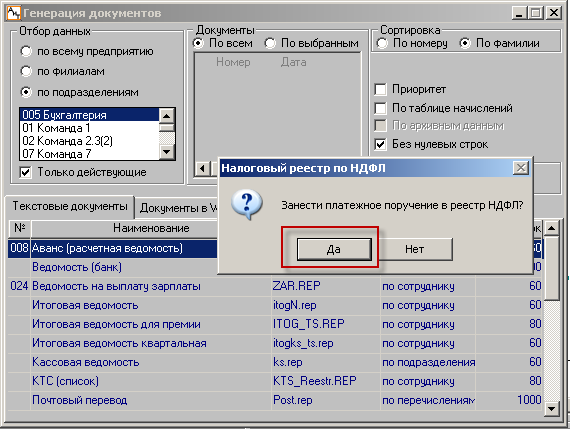 Генерация документов
Отбор данных
по всему предприятию
по филиалам
по подразделениям
005 Бухгалтерия
01 Команда 1
02 Команда 2.3(2)
07 Команда 7
Только действующие
Документы
По всем
По выбранным
Номер Дата
Сортировка
По номеру
По фамилии
Приоритет
По таблице начислений
По архивным данным
Без нулевых строк
Налоговый реестр по НДФЛ
Занести платежное поручение в реестр НДФЛ?
Да Нет
Текстовые документы
Документы в
№ Наименование
008 Аванс (расчетная ведомость)
Ведомость (банк)
024 Ведомость на выплату зарплаты ZAR.REP по сотруднику 60
Итоговая ведомость itogN.rep по сотруднику 60
Итоговая ведомость для премии ITOG_TS.REP по сотруднику 80
Итоговая ведомость квартальная itogks_ts.rep по сотруднику 60
Кассовая ведомость ks.rep по подразделения 60
КТС (список) KTS_Reestr.REP по сотруднику 80
Почтовый перевод Post.rep по перечислениям 1000